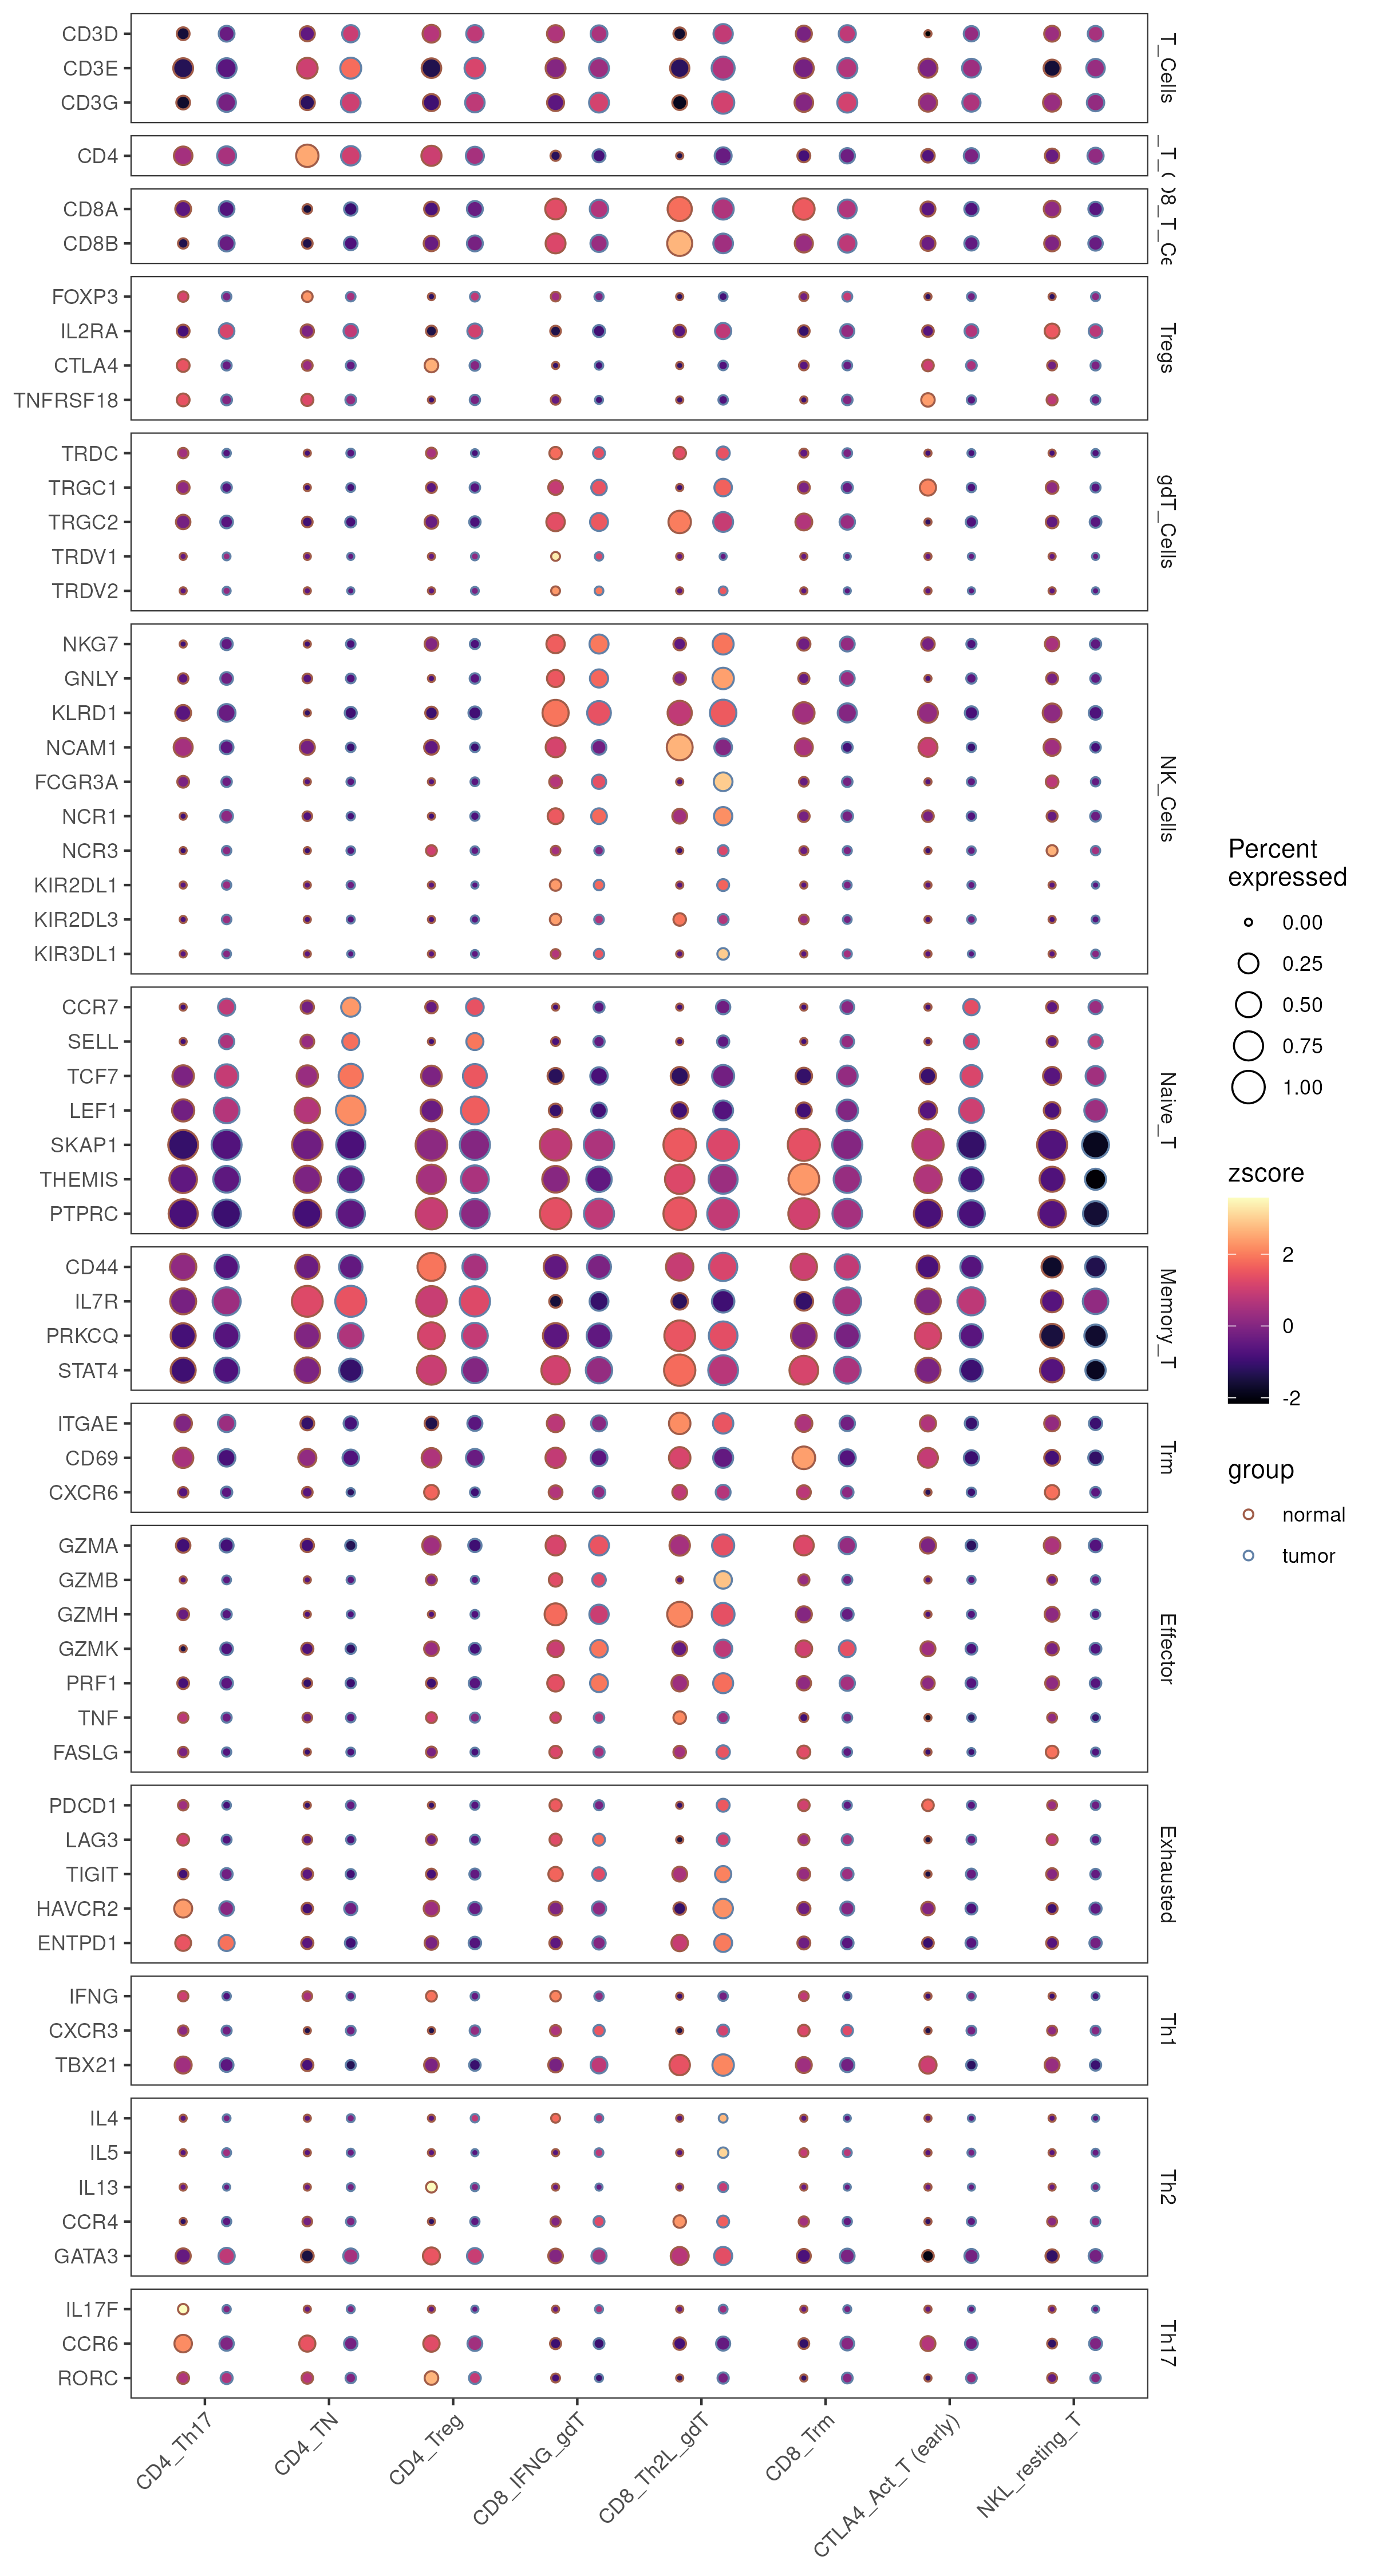 CD3D
CD3E
CD3G
T_Cells
CD4
CD8A
CD8B
FOXP3
IL2RA
CTLA4
TNFRSF18
Tregs
TRDC
TRGC1
TRGC2
TRDV1
TRDV2
gdT_Cells
NKG7
GNLY
KLRD1
NCAM1
FCGR3A
NCR1
NCR3
KIR2DL1
KIR2DL3
KIR3DL1
NK_Cells
CCR7
SELL
TCF7
LEF1
SKAP1
THEMIS
PTPRC
Naive_T
CD44
IL7R
PRKCQ
STAT4
Memory_T
ITGAE
CD69
CXCR6
Trm
GZMA
GZMB
GZMH
GZMK
PRF1
TNF
FASLG
Effector
PDCD1
LAG3
TIGIT
HAVCR2
ENTPD1
Exhausted
IFNG
CXCR3
TBX21
Th1
IL4
IL5
IL13
CCR4
GATA3
Th2
IL17F
CCR6
RORC
Th17
CD4_Th17
CD4_TN
CD4_Treg
CD8_IFNG_gdT
CD8_Th2L_gdT
CD8_Trm
CTLA4_Act_T (early)
NKL_resting_T
Percent
expressed
0.00
0.25
0.50
0.75
1.00
zscore
2
0
-2
group
normal
tumor